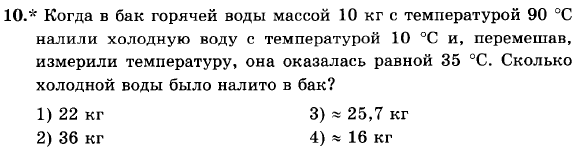 10.* Когда в бак горячей воды массой 10 кг с температурой 90 °С
налили холодную воду с температурой 10 °С и, перемешав,
измерили температуру, она оказалась равной 35 °С. Сколько
холодной воды было налито в бак?
1) 22 кг 3) ≈ 25,7 кг
2) 36 кг 4) ≈ 16 кг